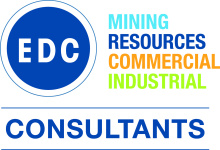 EDC
MINING
RESOURCES
COMMERCIAL
INDUSTRIAL
CONSULTANTS